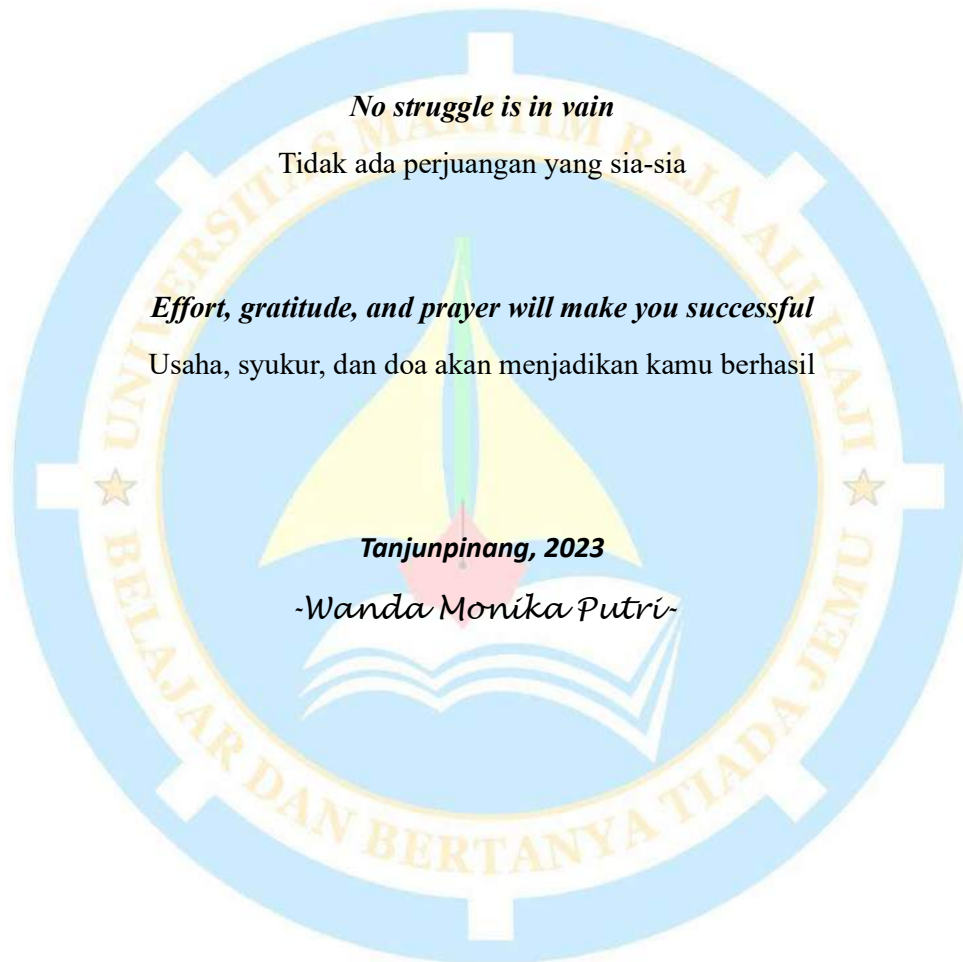 No struggle is in vain
Tidak ada perjuangan yang sia-sia
Effort, gratitude, and prayer will make you successful
Usaha, syukur, dan doa akan menjadikan kamu berhasil
Tanjunpinang, 2023
-Wanda Monika Putri-
UNIVERSITAS MARITIM RAJA ALI HAJI
BELAJAR DAN BERTANYA TIADA JEMU